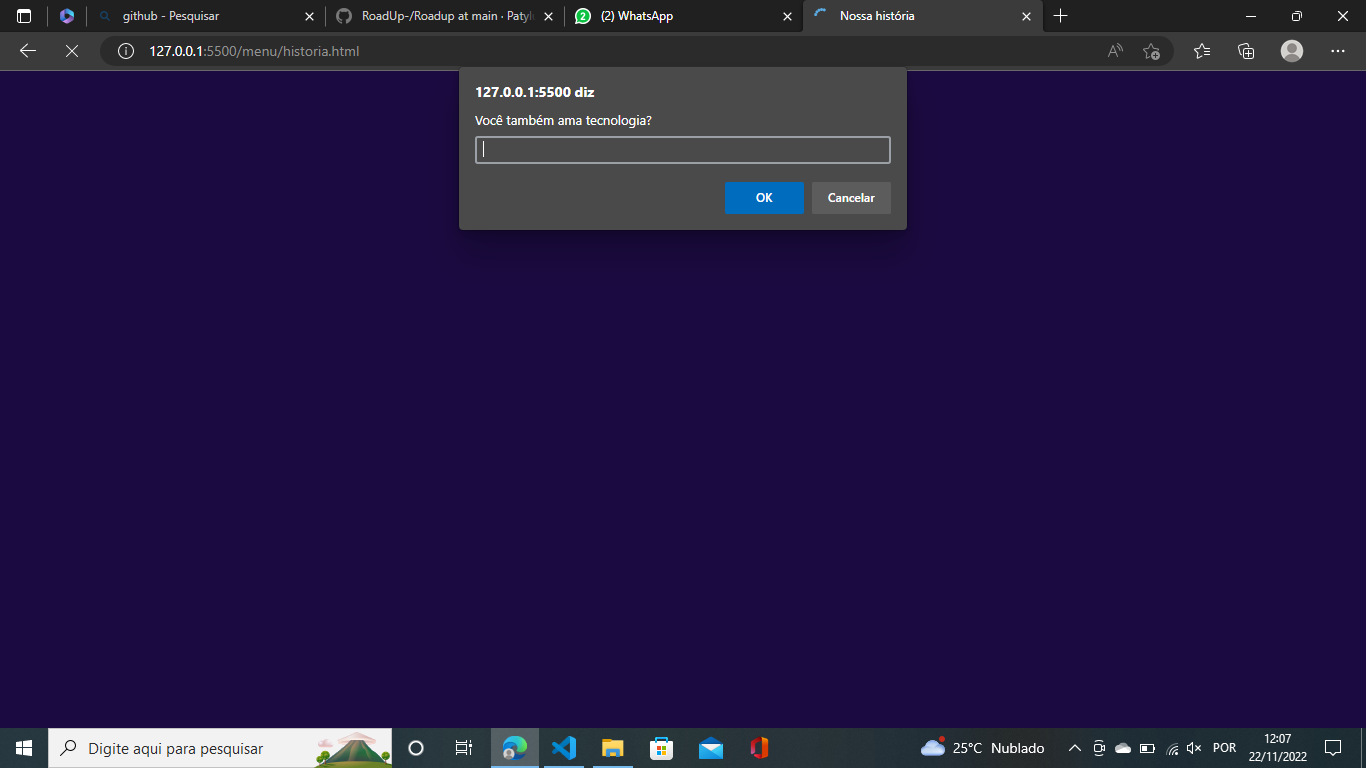 github - Pesquisar
RoadUp-/Roadup at main · Patyl
2
(2) WhatsApp
Nossa história
127.0.0.1:5500/menu/historia.html
127.0.0.1:5500 diz
Você também ama tecnologia?
OK
Cancelar
Digite aqui para pesquisar
25°C Nublado
POR
12:07
22/11/2022